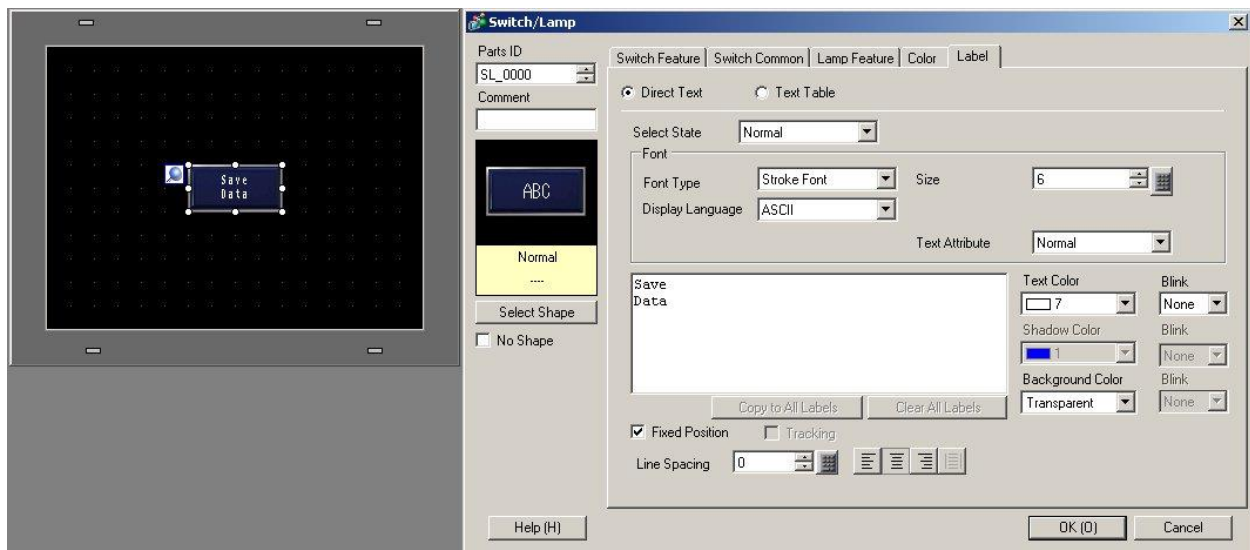 Save
Data
Switch/Lamp
Parts ID
SL_0000
Comment
ABC
Normal
----
Select Shape
No Shape
Help (H)
Switch Feature
Switch Common
Lamp Feature
Color
Label
Direct Text
Text Table
Select State
Normal
Font
Font Type
Stroke Font
Size
6
Display Language
ASCII
Text Attribute
Normal
Save
Data
Text Color
Blink
7
None
Shadow Color
Blink
1
None
Background Color
Blink
Transparent
None
Copy to All Labels
Clear All Labels
Fixed Position
Tracking
Line Spacing
0
OK (O)
Cancel